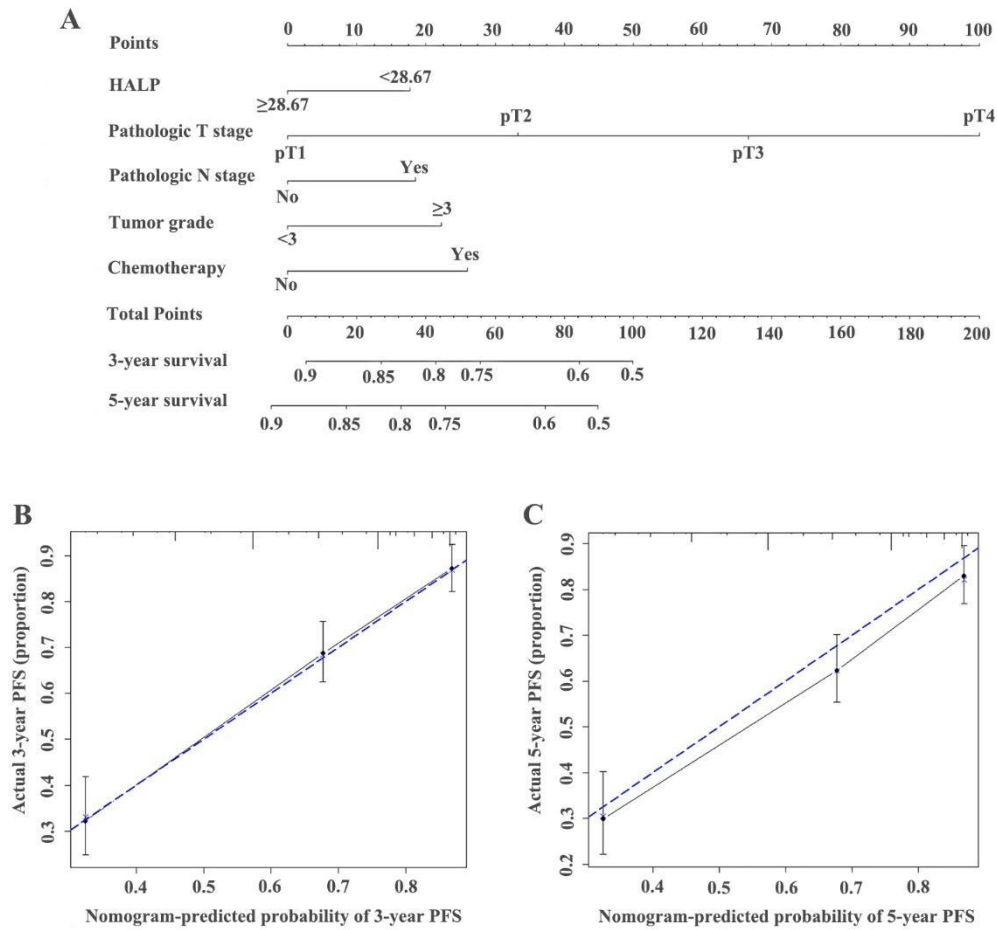 A
Points 0 10 20 30 40 50 60 70 80 90 100
HALP <28.67
≥28.67
Pathologic T stage pT2 pT4
pT1 pT3
Pathologic N stage Yes
No
Tumor grade ≥3
<3
Chemotherapy Yes
No
Total Points
0 20 40 60 80 100 120 140 160 180 200
3-year survival
0.9 0.85 0.8 0.75 0.6 0.5
5-year survival
0.9 0.85 0.8 0.75 0.6 0.5
B
Actual 3-year PFS (proportion)
0.9
0.8
0.7
0.6
0.5
0.4
0.3
0.4 0.6 0.7 0.8
Nomogram-predicted probability of 3-year PFS
C
Actual 5-year PFS (proportion)
0.9
0.8
0.7
0.6
0.5
0.4
0.3
0.2
0.4 0.6 0.7 0.8
Nomogram-predicted probability of 5-year PFS